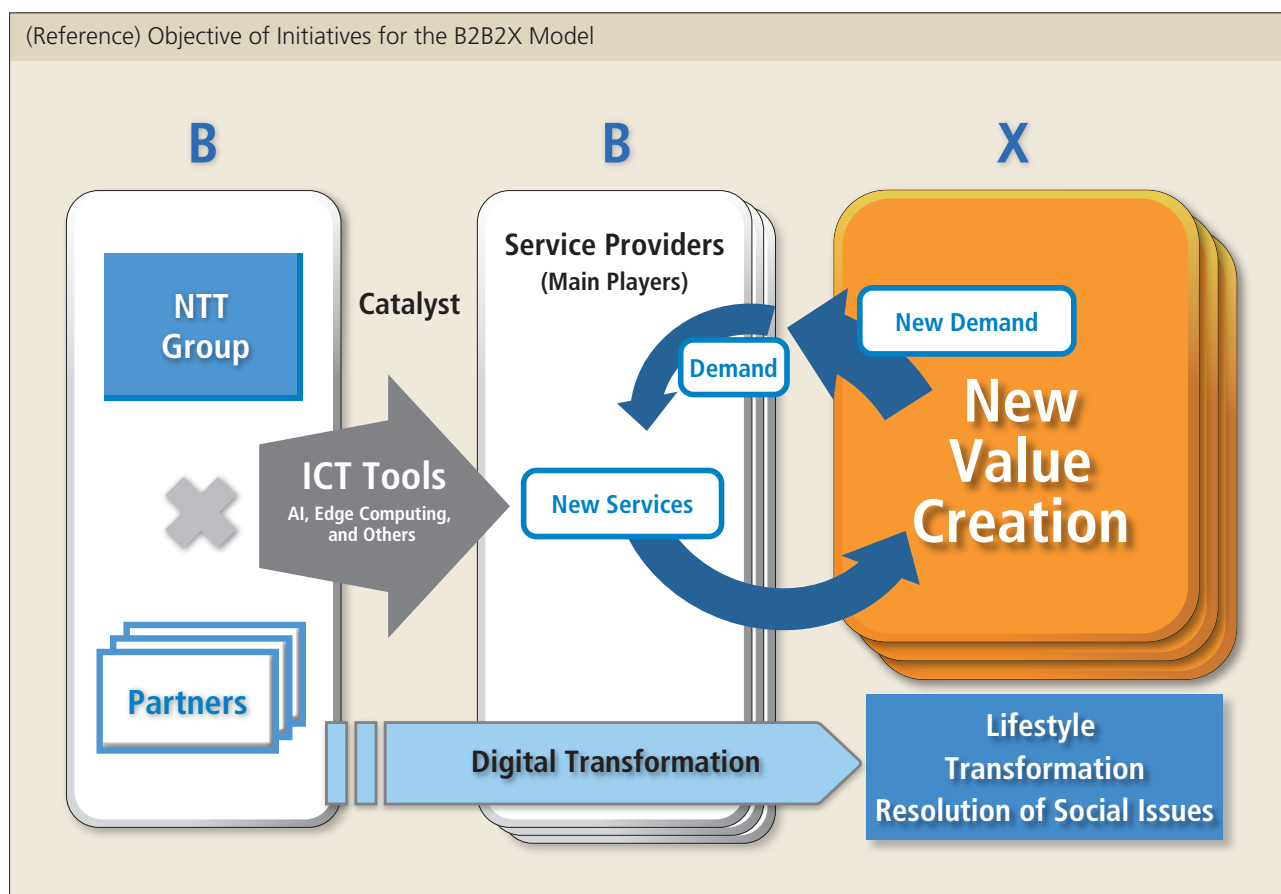 (Reference) Objective of Initiatives for the B2B2X Model
B
B
X
NTT
Group
Catalyst
ICT Tools
AI, Edge Computing,
and Others
Partners
Service Providers
(Main Players)
Demand
New Services
New Demand
New
Value
Creation
Digital Transformation
Lifestyle
Transformation
Resolution of Social Issues